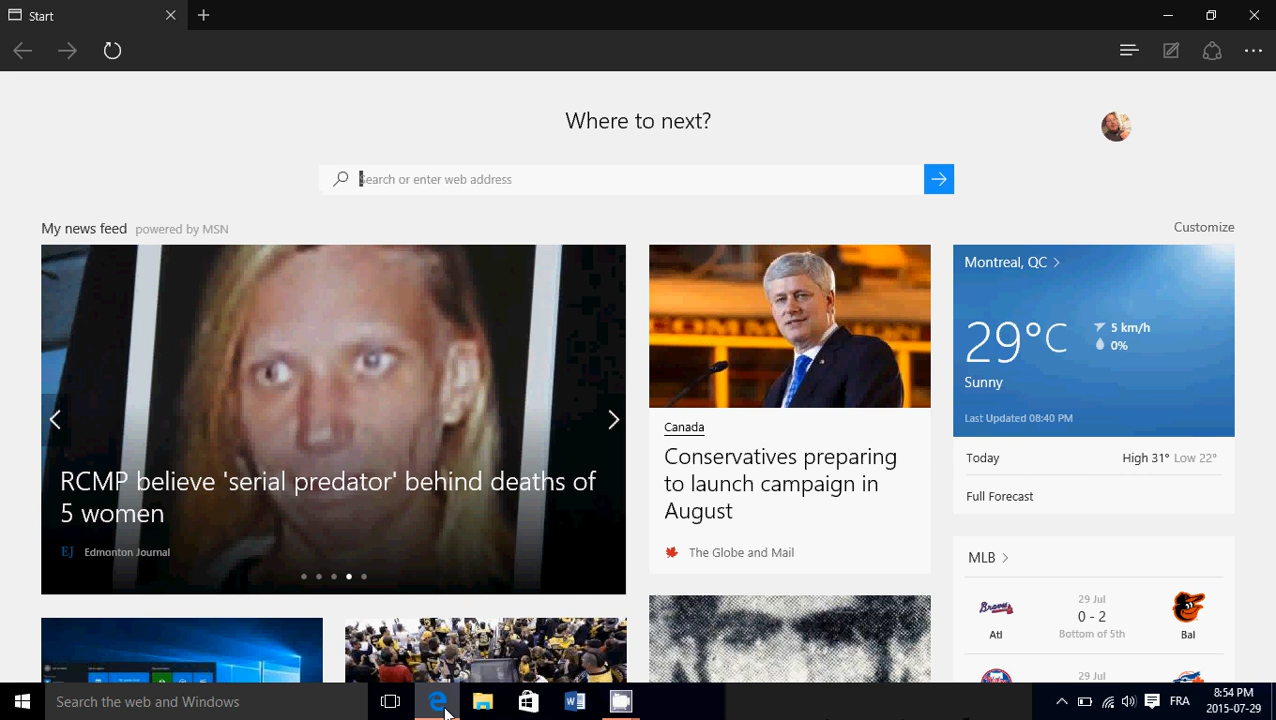 Start
Where to next?
Search or enter web address
My news feed powered by MSN
Customize
RCMP believe 'serial predator' behind deaths of
5 women
EJ Edmonton Journal
Canada
Conservatives preparing
to launch campaign in
August
The Globe and Mail
Montreal, QC
29°C
5 km/h
0%
Sunny
Last Updated 08:40 PM
Today High 31° Low 22°
Full Forecast
MLB
Braves
29 Jul
0 - 2
Atl
Bottom of 5th
Bal
29 Jul
Search the web and Windows
FRA
8:54 PM
2015-07-29